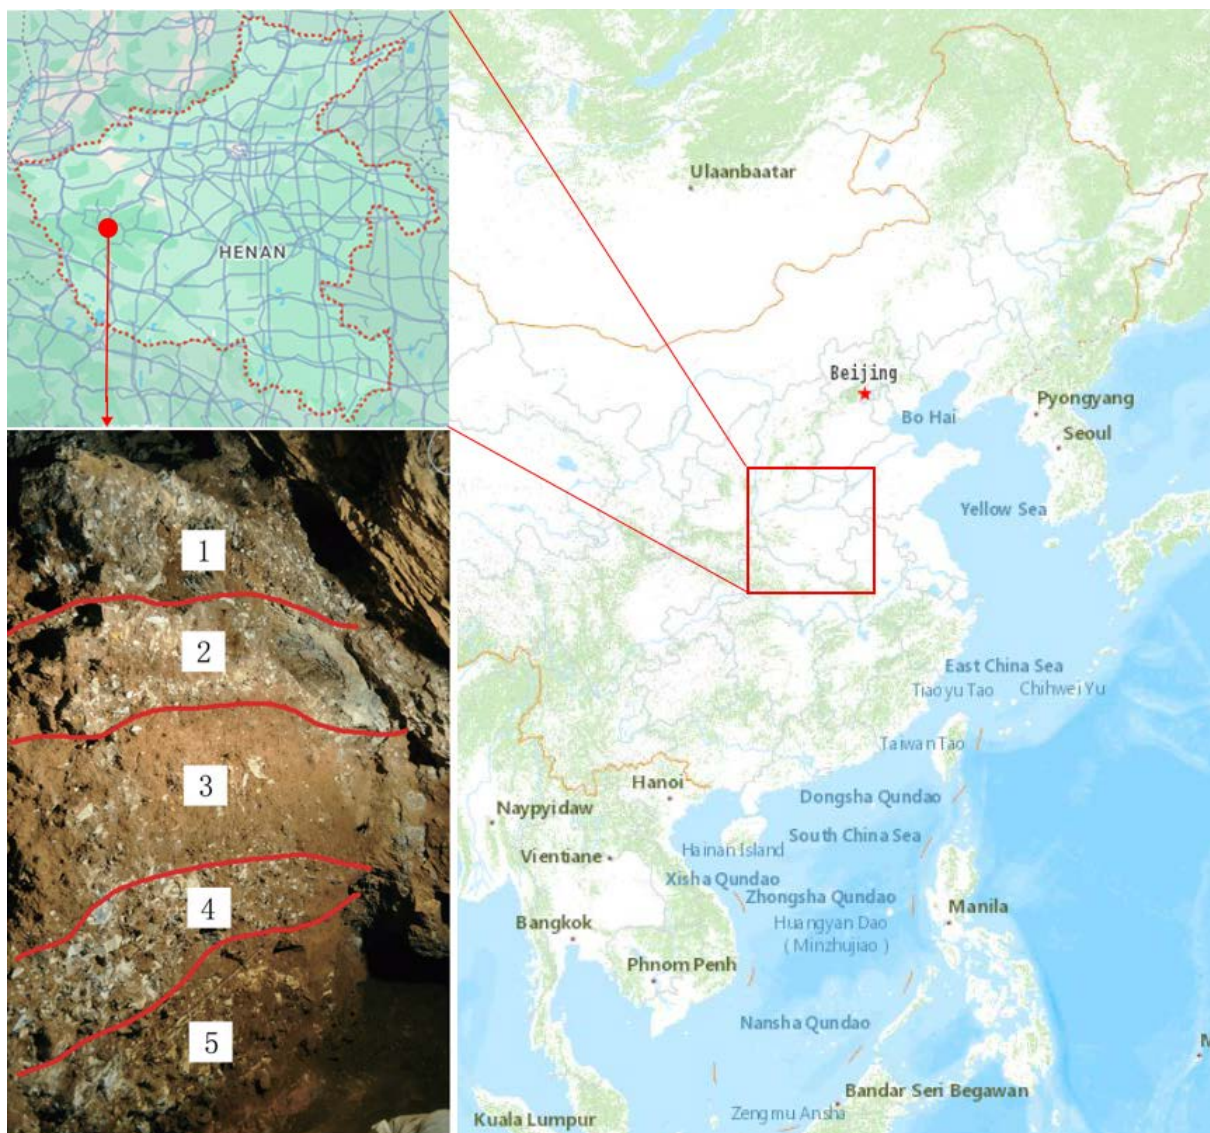 HENAN
1
2
3
4
5
Ulaanbaatar
Beijing
Bo Hai
Pyongyang
Seoul
Yellow Sea
East China Sea
Tiaoyu Tao
Chihwei Yu
Taiwan Tao
Hanoi
Dongsha Qundao
Naypyidaw
South China Sea
Vientiane
Hainan Island
Xisha Qundao
Zhongsha Qundao
Manila
Bangkok
Huangyan Dao
( Minzhujiao )
Phnom Penh
Nansha Qundao
Bandar Seri Begawan
Zengmu Ansha
Kuala Lumpur